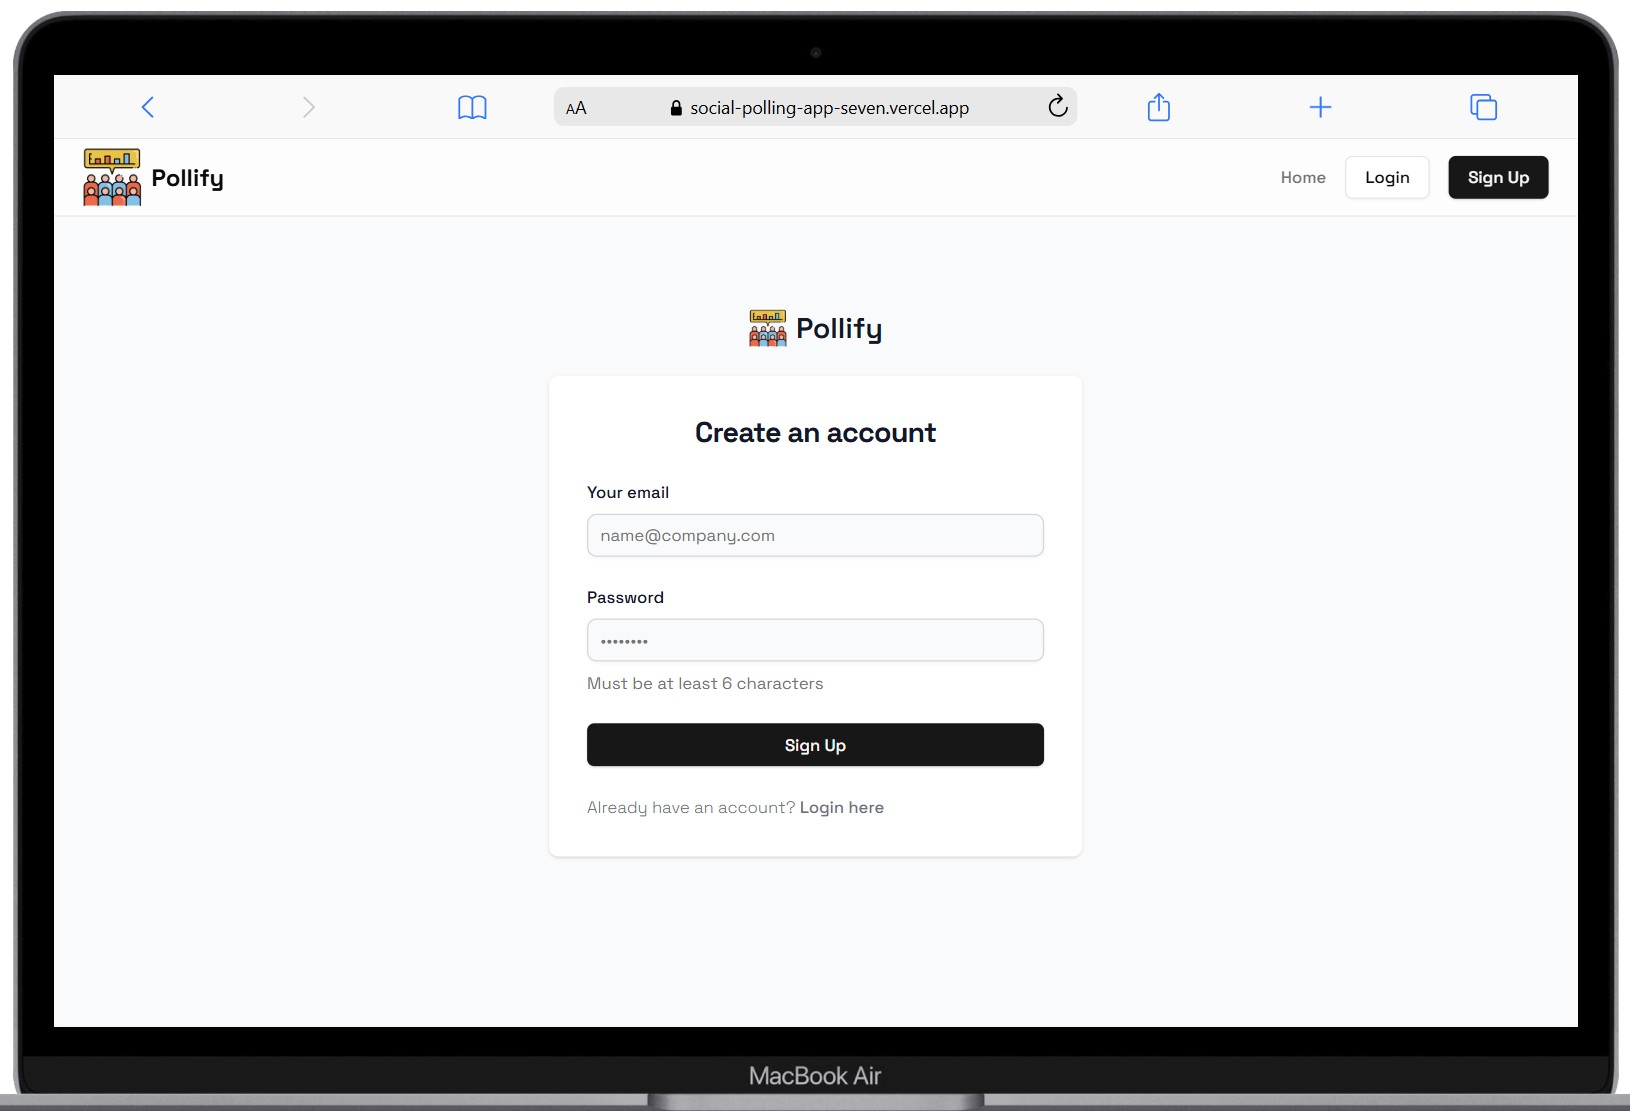 AA social-polling-app-seven.vercel.app
Pollify Home Login Sign Up
Pollify
Create an account
Your email
name@company.com
Password
••••••••
Must be at least 6 characters
Sign Up
Already have an account? Login here
MacBook Air